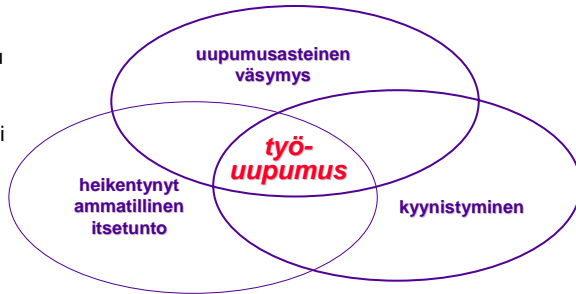 uupumusasteinen
väsymys
työ-
uupumus
heikentynyt
ammatillinen
itsetunto
kyynistyminen